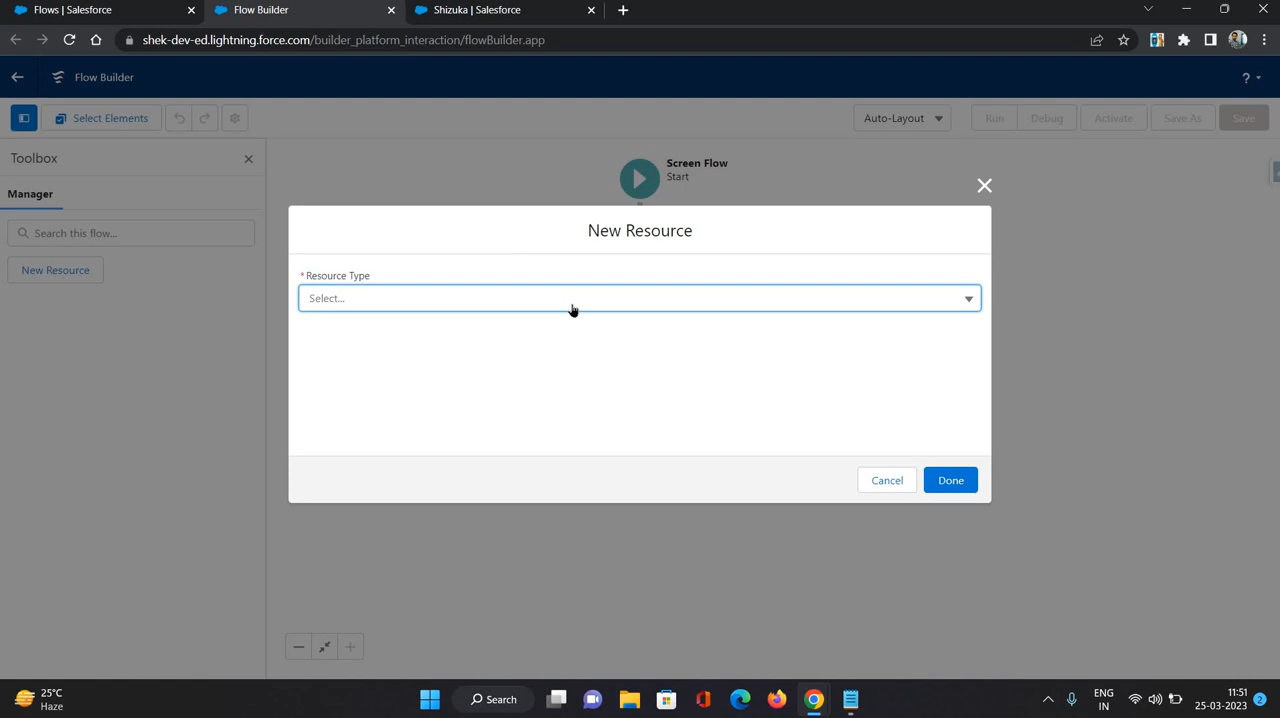 Flows | Salesforce
Flow Builder
Shizuka | Salesforce
shek-dev-ed.lightning.force.com/builder_platform_interaction/flowBuilder.app
Flow Builder
?
Select Elements
Auto-Layout
Run
Debug
Activate
Save As
Save
Toolbox
Manager
Search this flow...
New Resource
Screen Flow
Start
New Resource
* Resource Type
Select...
Cancel
Done
25°C
Haze
Search
ENG
IN
11:51
25-03-2023
2